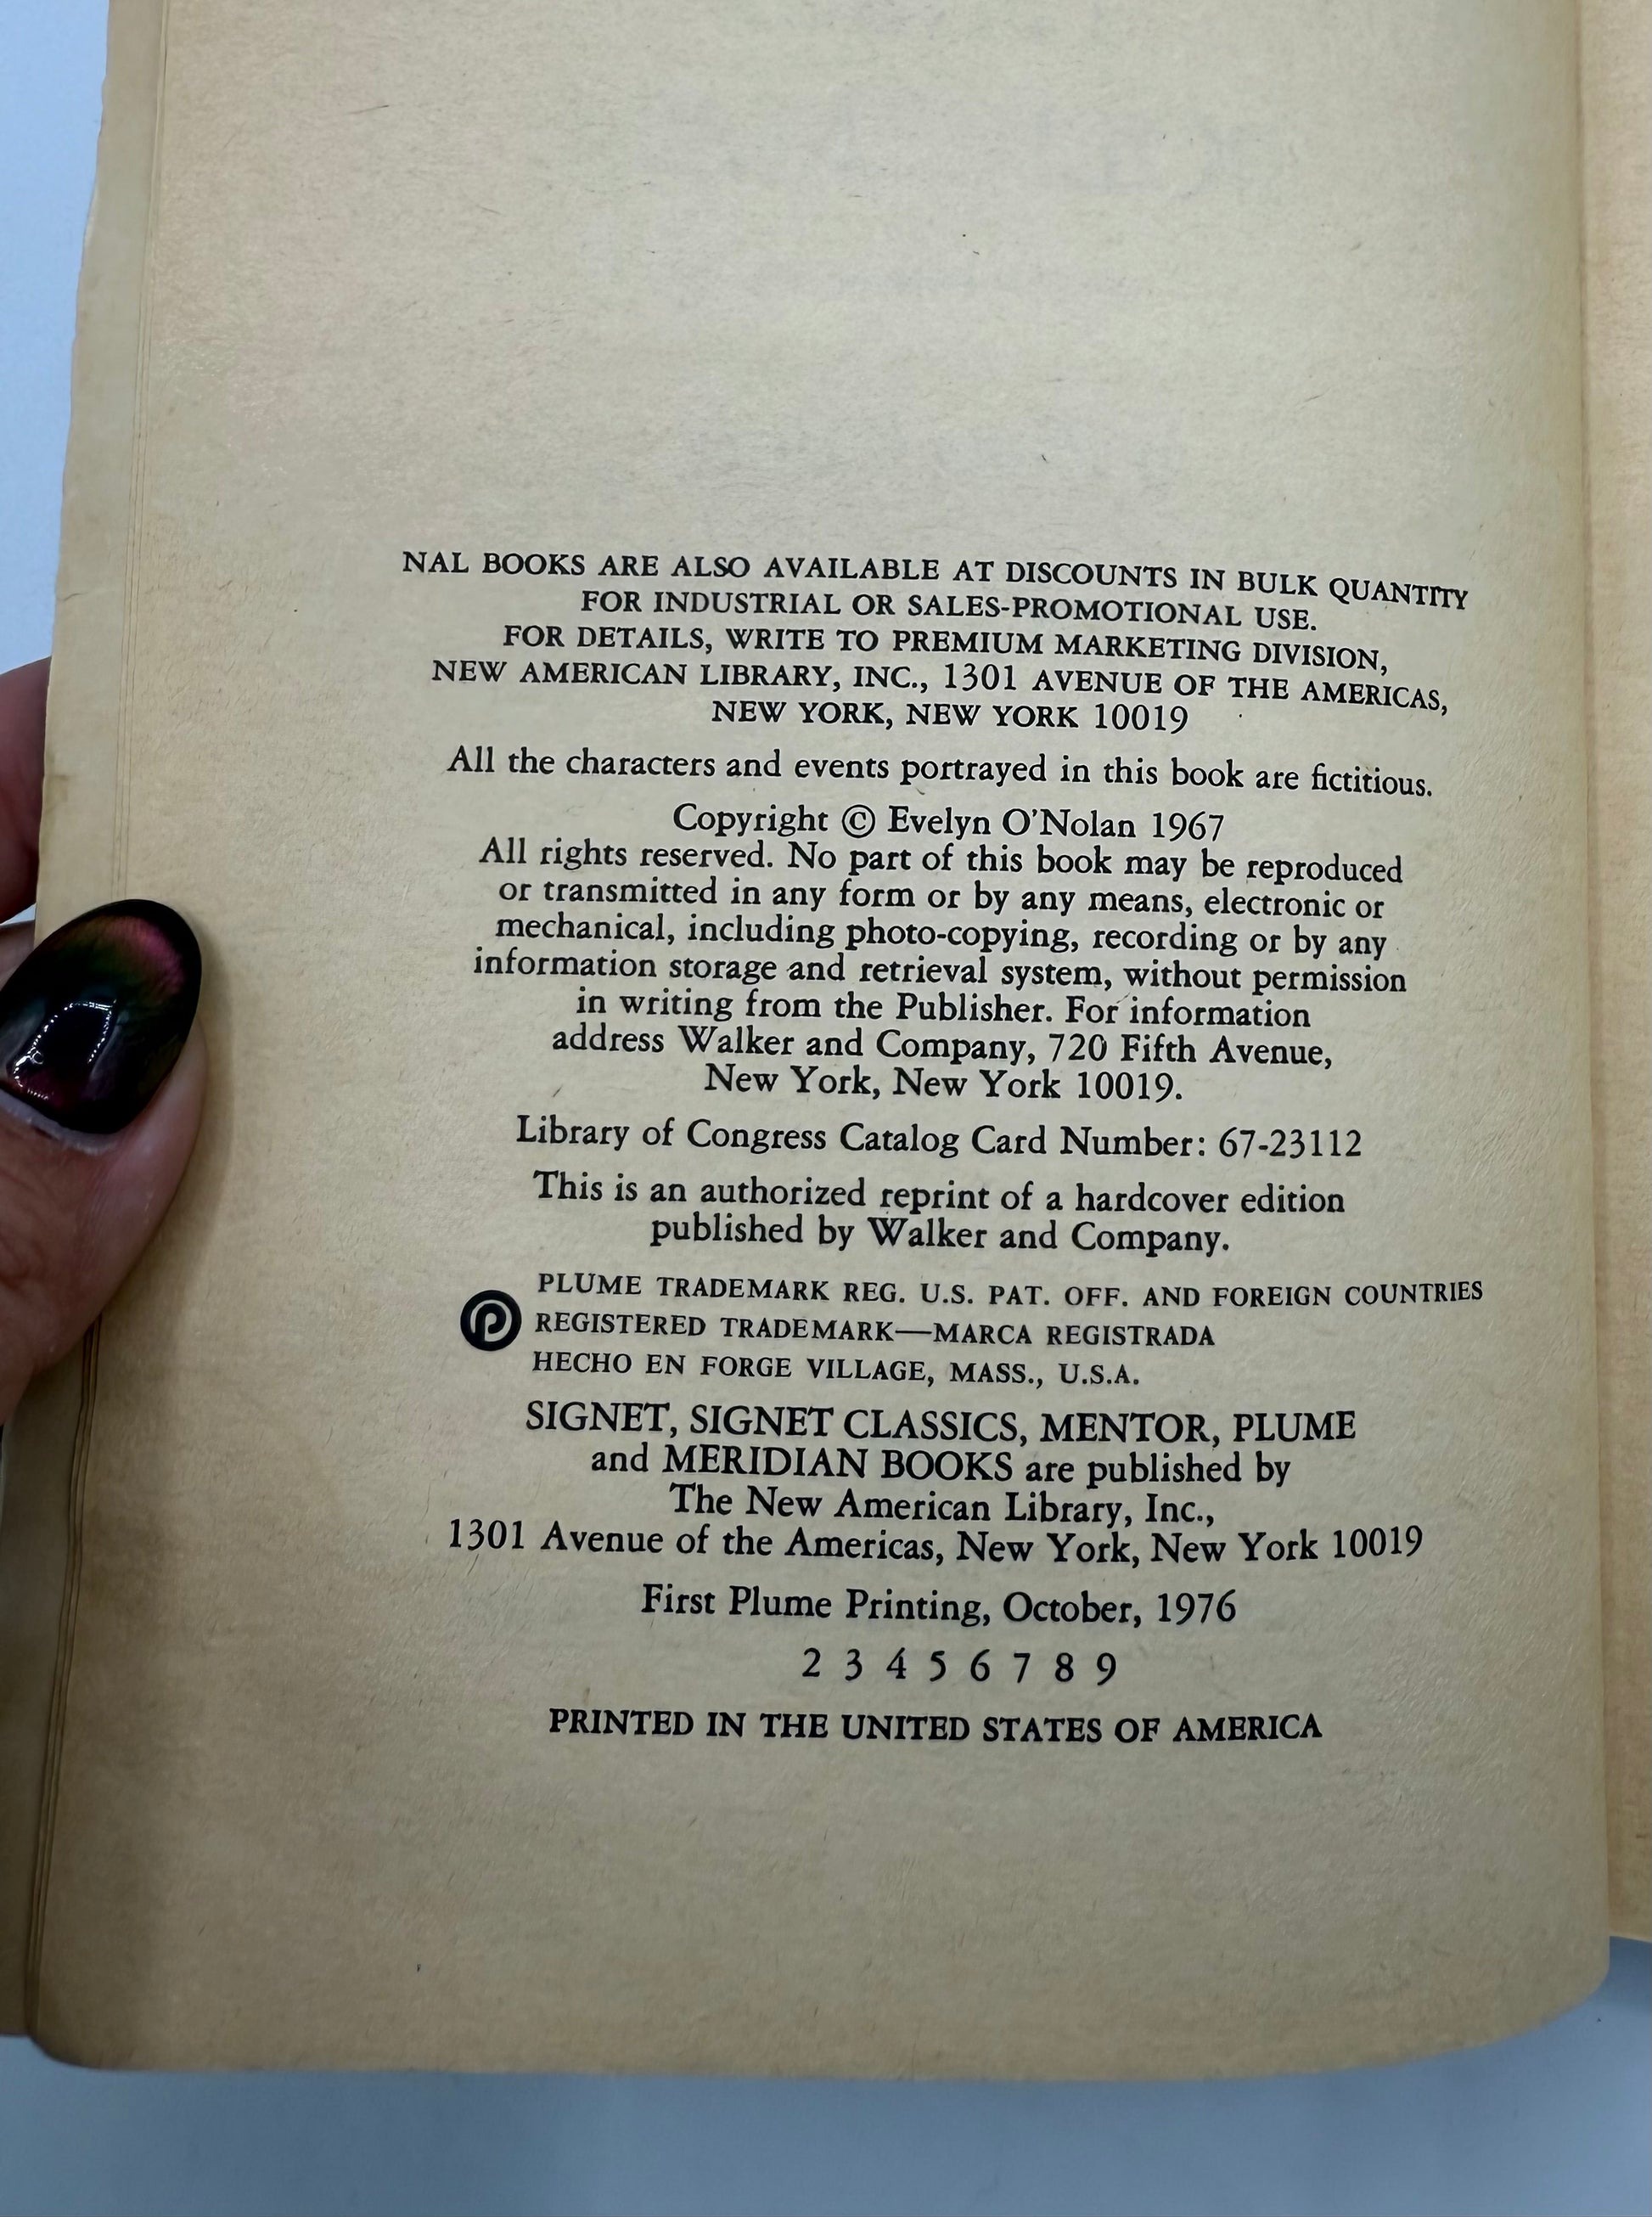 NAL BOOKS ARE ALSO AVAILABLE AT DISCOUNTS IN BULK QUANTITY
FOR INDUSTRIAL OR SALES-PROMOTIONAL USE.
FOR DETAILS, WRITE TO PREMIUM MARKETING DIVISION,
NEW AMERICAN LIBRARY, INC., 1301 AVENUE OF THE AMERICAS,
NEW YORK, NEW YORK 10019
All the characters and events portrayed in this book are fictitious.
Copyright © Evelyn O'Nolan 1967
All rights reserved. No part of this book may be reproduced
or transmitted in any form or by any means, electronic or
mechanical, including photo-copying, recording or by any
information storage and retrieval system, without permission
in writing from the Publisher. For information
address Walker and Company, 720 Fifth Avenue,
New York, New York 10019.
Library of Congress Catalog Card Number: 67-23112
This is an authorized reprint of a hardcover edition
published by Walker and Company.
PLUME TRADEMARK REG. U.S. PAT. OFF. AND FOREIGN COUNTRIES
REGISTERED TRADEMARK—MARCA REGISTRADA
HECHO EN FORGE VILLAGE, MASS., U.S.A.
SIGNET, SIGNET CLASSICS, MENTOR, PLUME
and MERIDIAN BOOKS are published by
The New American Library, Inc.,
1301 Avenue of the Americas, New York, New York 10019
First Plume Printing, October, 1976
2 3 4 5 6 7 8 9
PRINTED IN THE UNITED STATES OF AMERICA